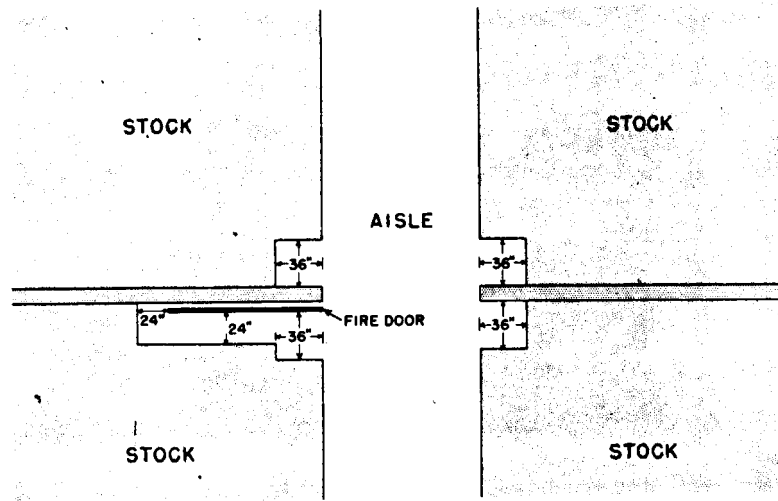 STOCK
STOCK
AISLE
36"
36"
24"
24"
36"
FIRE DOOR
36"
STOCK
STOCK